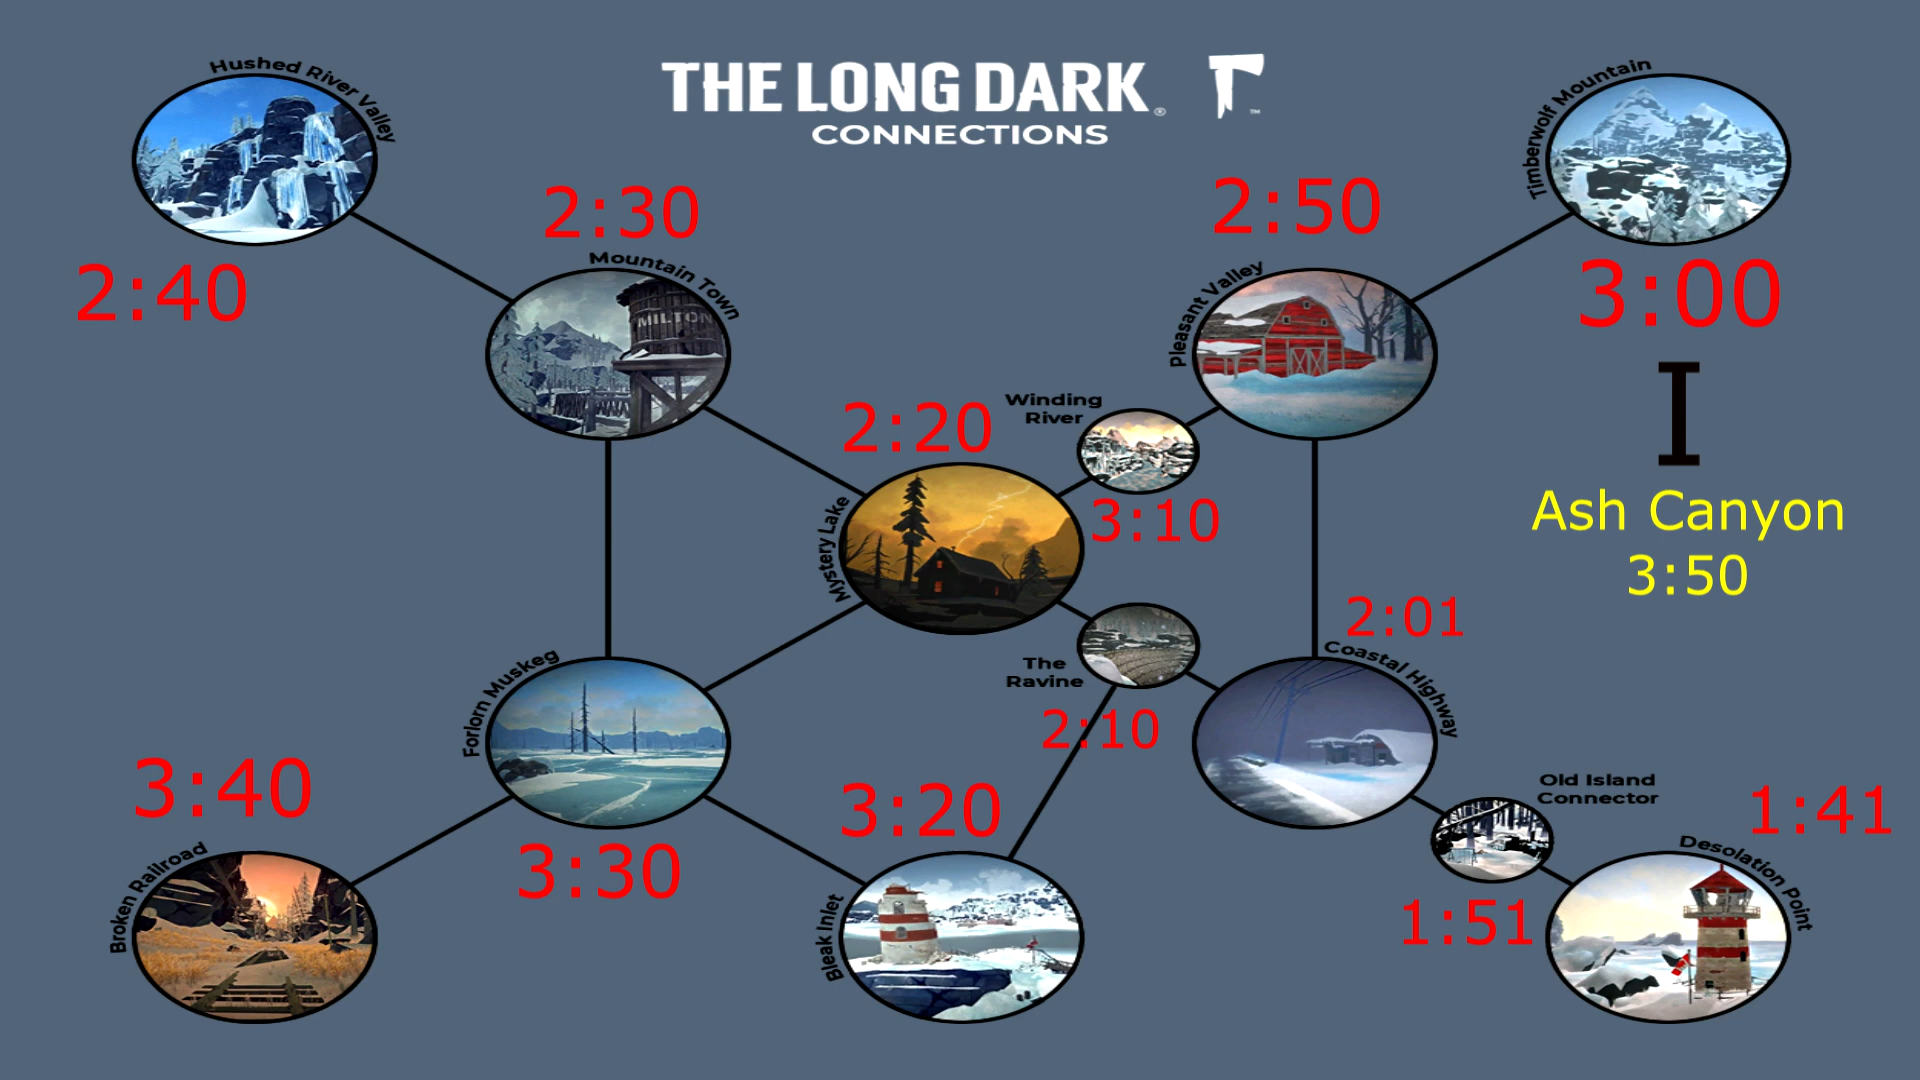 THE LONG DARK®
™
CONNECTIONS
Hushed River Valley
2:40
2:30
Mountain Town
MILTON
2:50
Pleasant Valley
Timberwolf Mountain
3:00
Ash Canyon
3:50
Winding
River
3:10
2:20
Mystery Lake
The
Ravine
2:10
2:01
Coastal Highway
Forlorn Muskeg
3:30
3:40
Broken Railroad
3:20
Bleak Inlet
Old Island
Connector
1:51
1:41
Desolation Point